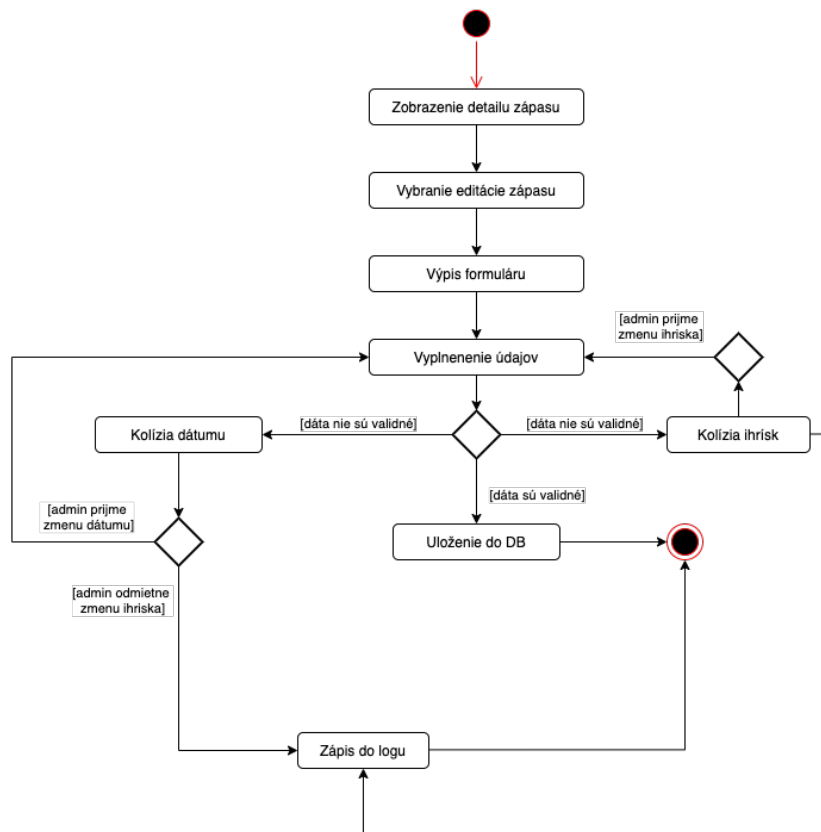 Zobrazenie detailu zápasu
Vybranie editácie zápasu
Výpis formuláru
[admin prijme
zmenu ihriska]
Vyplnenenie údajov
Kolízia dátumu
[dáta nie sú validné]
[dáta nie sú validné]
Kolízia ihrísk
[dáta sú validné]
[admin prijme
zmenu dátumu]
Uloženie do DB
[admin odmietne
zmenu ihriska]
Zápis do logu